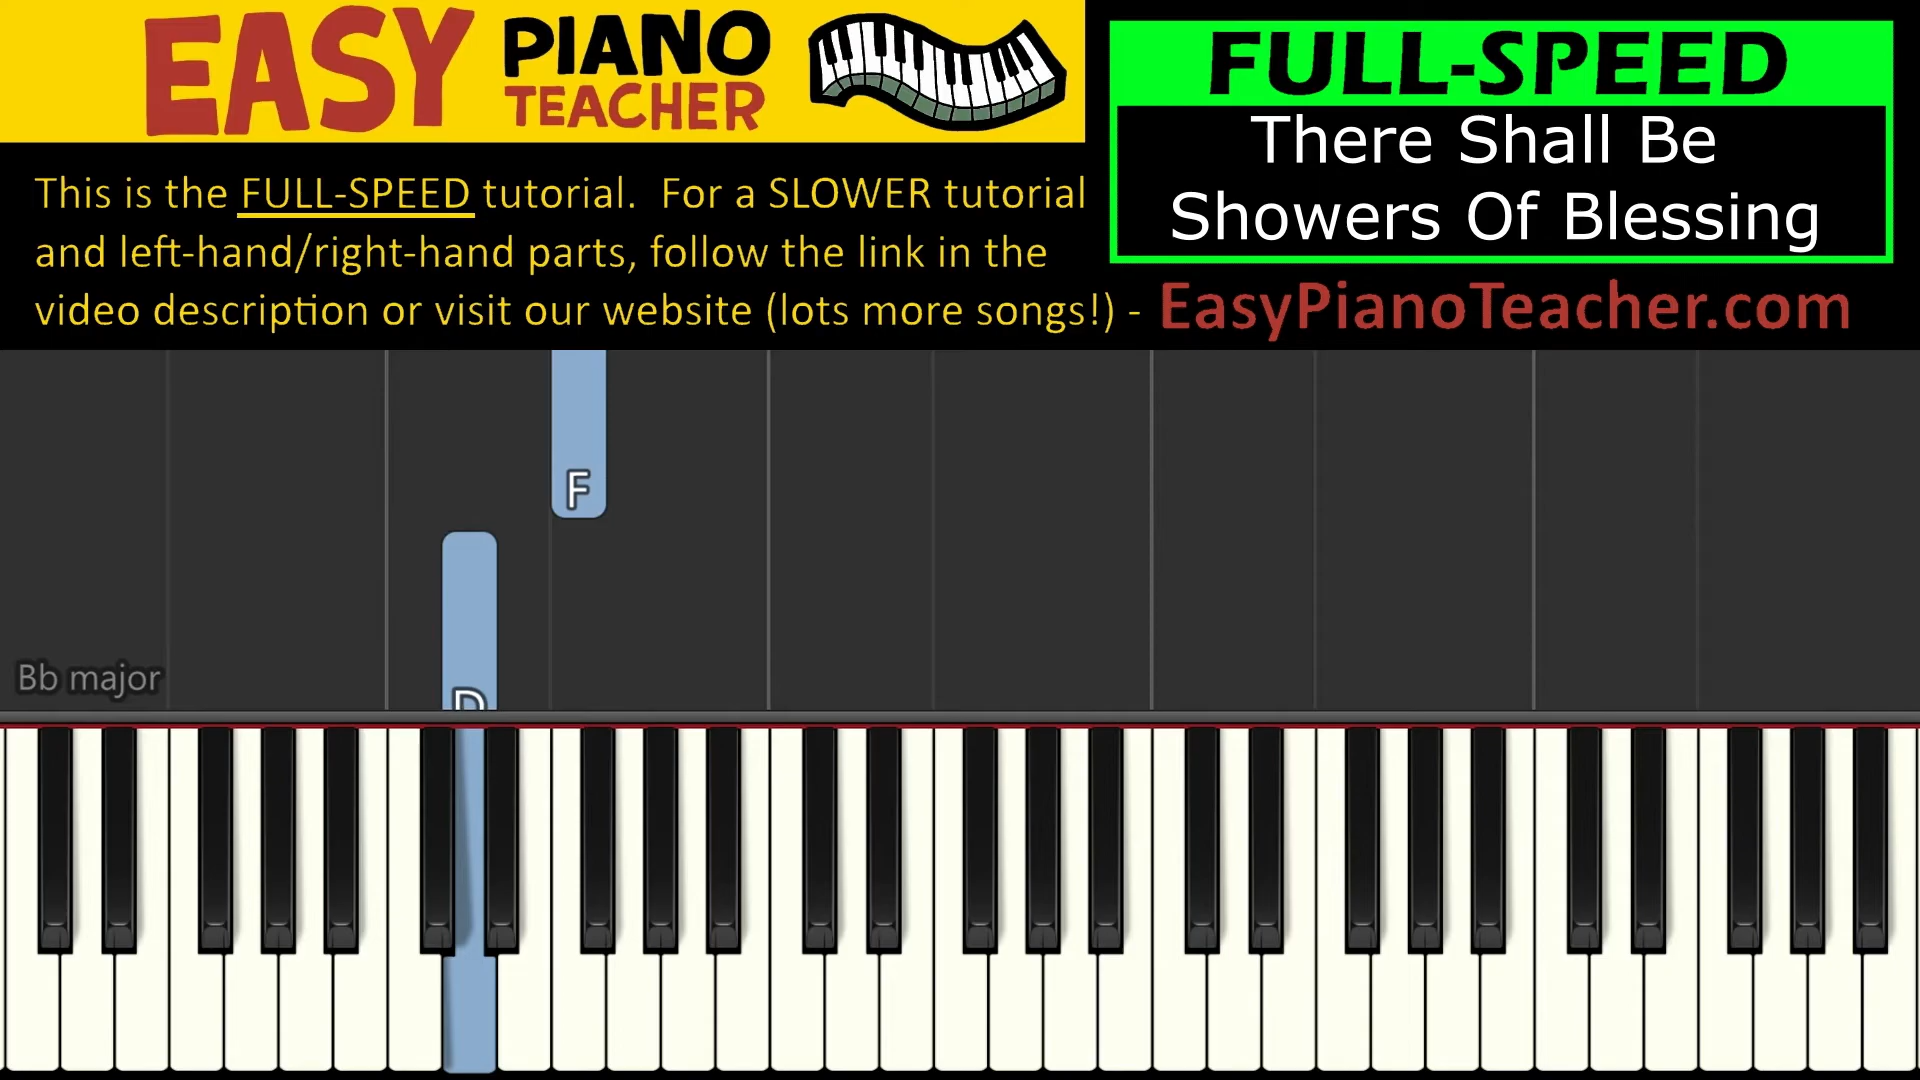 EASY PIANO TEACHER
FULL-SPEED
There Shall Be
Showers Of Blessing
This is the FULL-SPEED tutorial. For a SLOWER tutorial
and left-hand/right-hand parts, follow the link in the
video description or visit our website (lots more songs!) - EasyPianoTeacher.com
F
D
Bb major